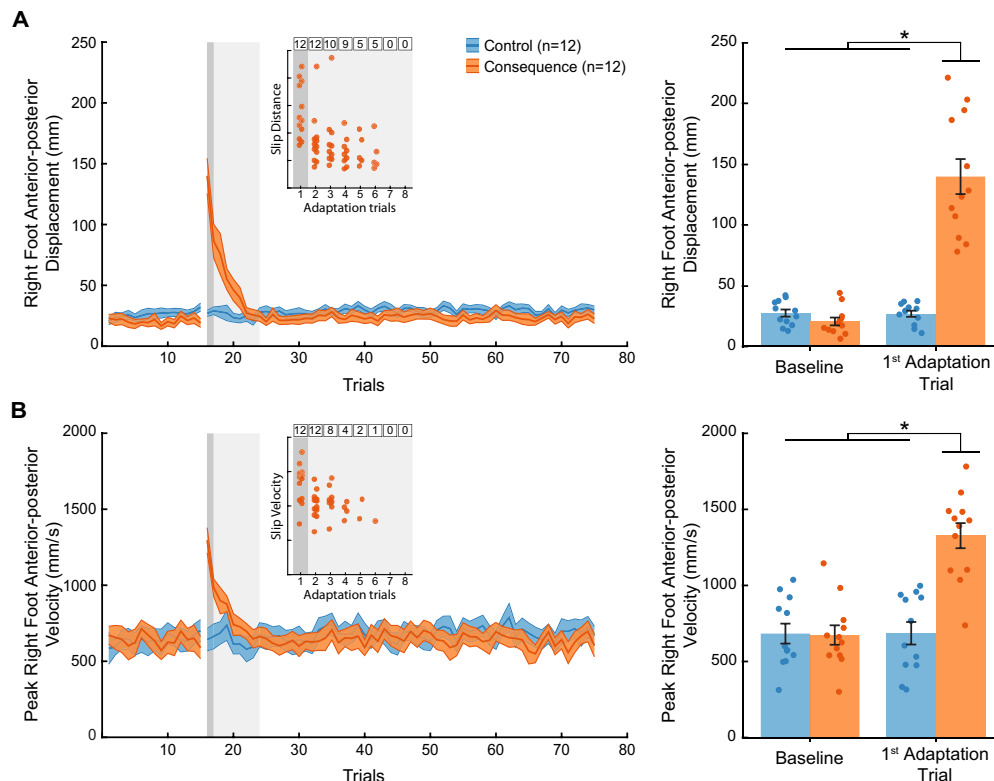 A
Right Foot Anterior-posterior
Displacement (mm)
250
200
150
100
50
0
10 20 30 40 50 60 70 80
Trials
12 12 10 9 5 5 0 0
Slip Distance
1 2 3 4 5 6 7 8
Adaptation trials
Control (n=12)
Consequence (n=12)
Right Foot Anterior-posterior
Displacement (mm)
250
200
150
100
50
0
*
Baseline
1st Adaptation
Trial
B
Peak Right Foot Anterior-posterior
Velocity (mm/s)
2000
1500
1000
500
0
10 20 30 40 50 60 70 80
Trials
12 12 8 4 2 1 0 0
Slip Velocity
1 2 3 4 5 6 7 8
Adaptation trials
Peak Right Foot Anterior-posterior
Velocity (mm/s)
2000
1500
1000
500
0
*
Baseline
1st Adaptation
Trial